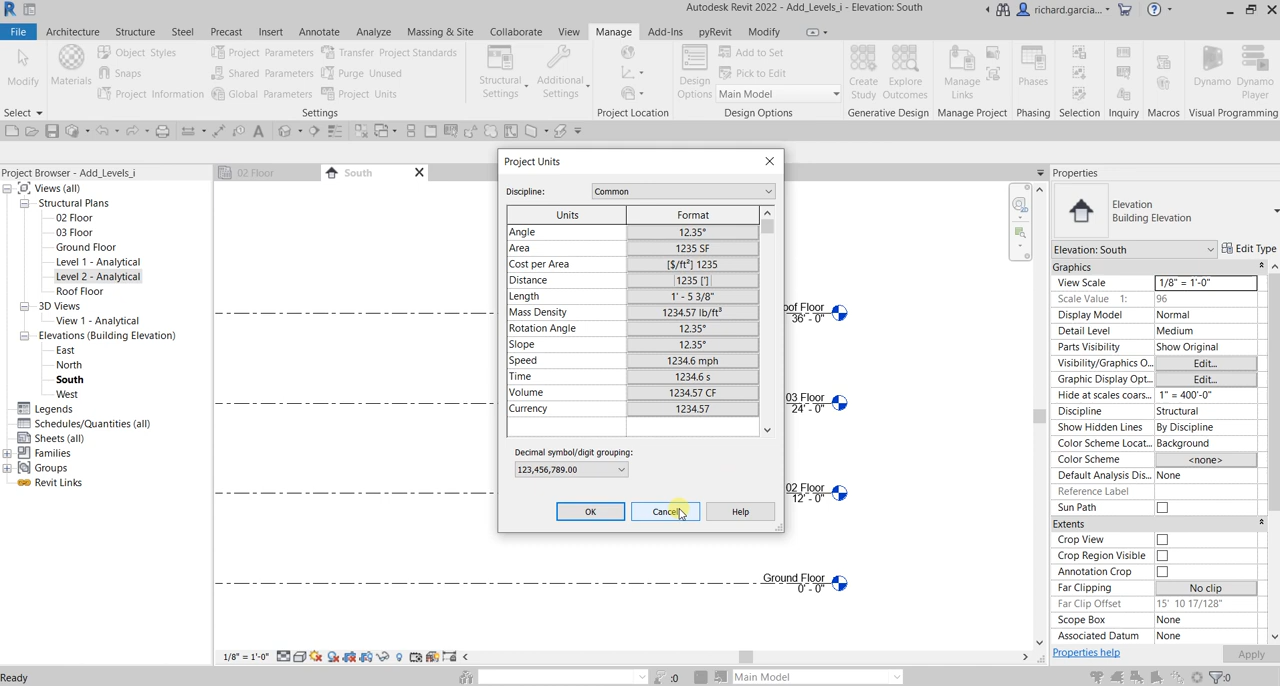 Autodesk Revit 2022 - Add_Levels_i - Elevation: South
richard.garcia...
File Architecture Structure Steel Precast Insert Annotate Analyze Massing & Site Collaborate View Manage Add-Ins pyRevit Modify
Modify
Materials
Object Styles
Snaps
Project Information
Project Parameters
Shared Parameters
Global Parameters
Transfer Project Standards
Purge Unused
Project Units
Structural Settings
Additional Settings
Design Options
Add to Set
Pick to Edit
Main Model
Create Study
Explore Outcomes
Manage Links
Phases
Dynamo
Dynamo Player
Select Settings Project Location Design Options Generative Design Manage Project Phasing Selection Inquiry Macros Visual Programming
Project Browser - Add_Levels_i
Views (all)
Structural Plans
02 Floor
03 Floor
Ground Floor
Level 1 - Analytical
Level 2 - Analytical
Roof Floor
3D Views
View 1 - Analytical
Elevations (Building Elevation)
East
North
South
West
Legends
Schedules/Quantities (all)
Sheets (all)
Families
Groups
Revit Links
02 Floor
South
oof Floor
36' - 0"
03 Floor
24' - 0"
02 Floor
12' - 0"
Ground Floor
0' - 0"
Project Units
Discipline: Common
Units Format
Angle 12.35°
Area 1235 SF
Cost per Area [$/ft²] 1235
Distance 1235 [']
Length 1' - 5 3/8"
Mass Density 1234.57 lb/ft³
Rotation Angle 12.35°
Slope 12.35°
Speed 1234.6 mph
Time 1234.6 s
Volume 1234.57 CF
Currency 1234.57
Decimal symbol/digit grouping:
123,456,789.00
OK Cancel Help
Properties
Elevation
Building Elevation
Elevation: South Edit Type
Graphics
View Scale 1/8" = 1'-0"
Scale Value 1: 96
Display Model Normal
Detail Level Medium
Parts Visibility Show Original
Visibility/Graphics O... Edit...
Graphic Display Opt... Edit...
Hide at scales coars... 1" = 400'-0"
Discipline Structural
Show Hidden Lines By Discipline
Color Scheme Locat... Background
Color Scheme <none>
Default Analysis Dis... None
Reference Label
Sun Path
Extents
Crop View
Crop Region Visible
Annotation Crop
Far Clipping No clip
Far Clip Offset 15' 10 17/128"
Scope Box None
Associated Datum None
Properties help Apply
1/8" = 1'-0"
Ready
:0
Main Model
:0